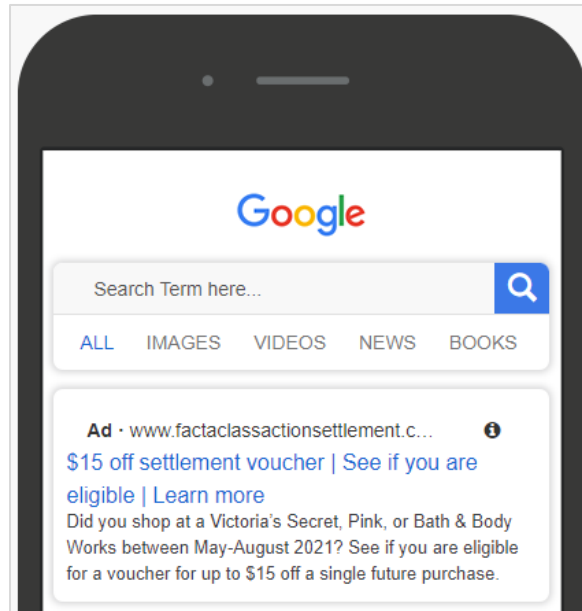 Google
Search Term here...
ALL IMAGES VIDEOS NEWS BOOKS
Ad · www.factaclassactionsettlement.c...
$15 off settlement voucher | See if you are
eligible | Learn more
Did you shop at a Victoria's Secret, Pink, or Bath & Body
Works between May-August 2021? See if you are eligible
for a voucher for up to $15 off a single future purchase.